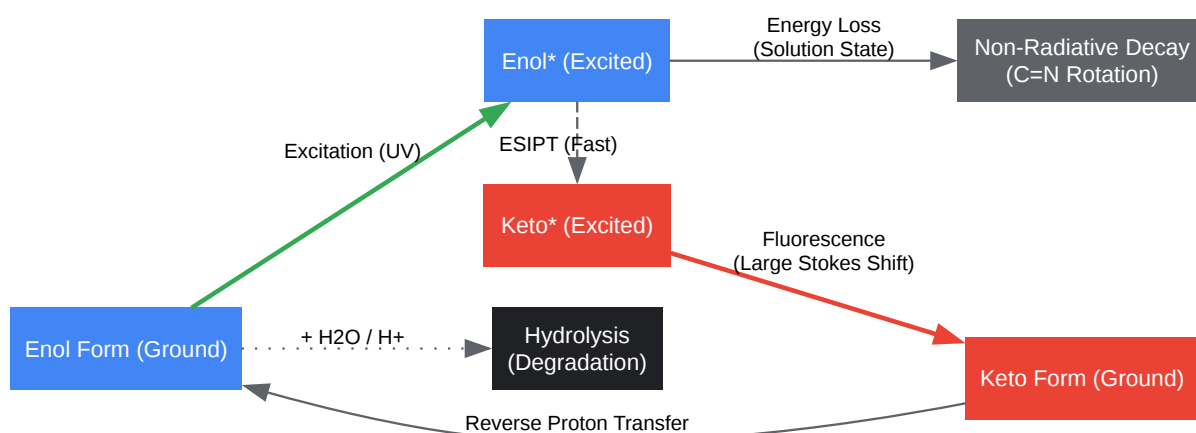 Energy Loss
(Solution State)
Enol* (Excited)
Non-Radiative Decay
(C=N Rotation)
Excitation (UV)
ESIPT (Fast)
Keto* (Excited)
Fluorescence
(Large Stokes Shift)
Enol Form (Ground)
+ H2O / H+
Hydrolysis
(Degradation)
Keto Form (Ground)
Reverse Proton Transfer